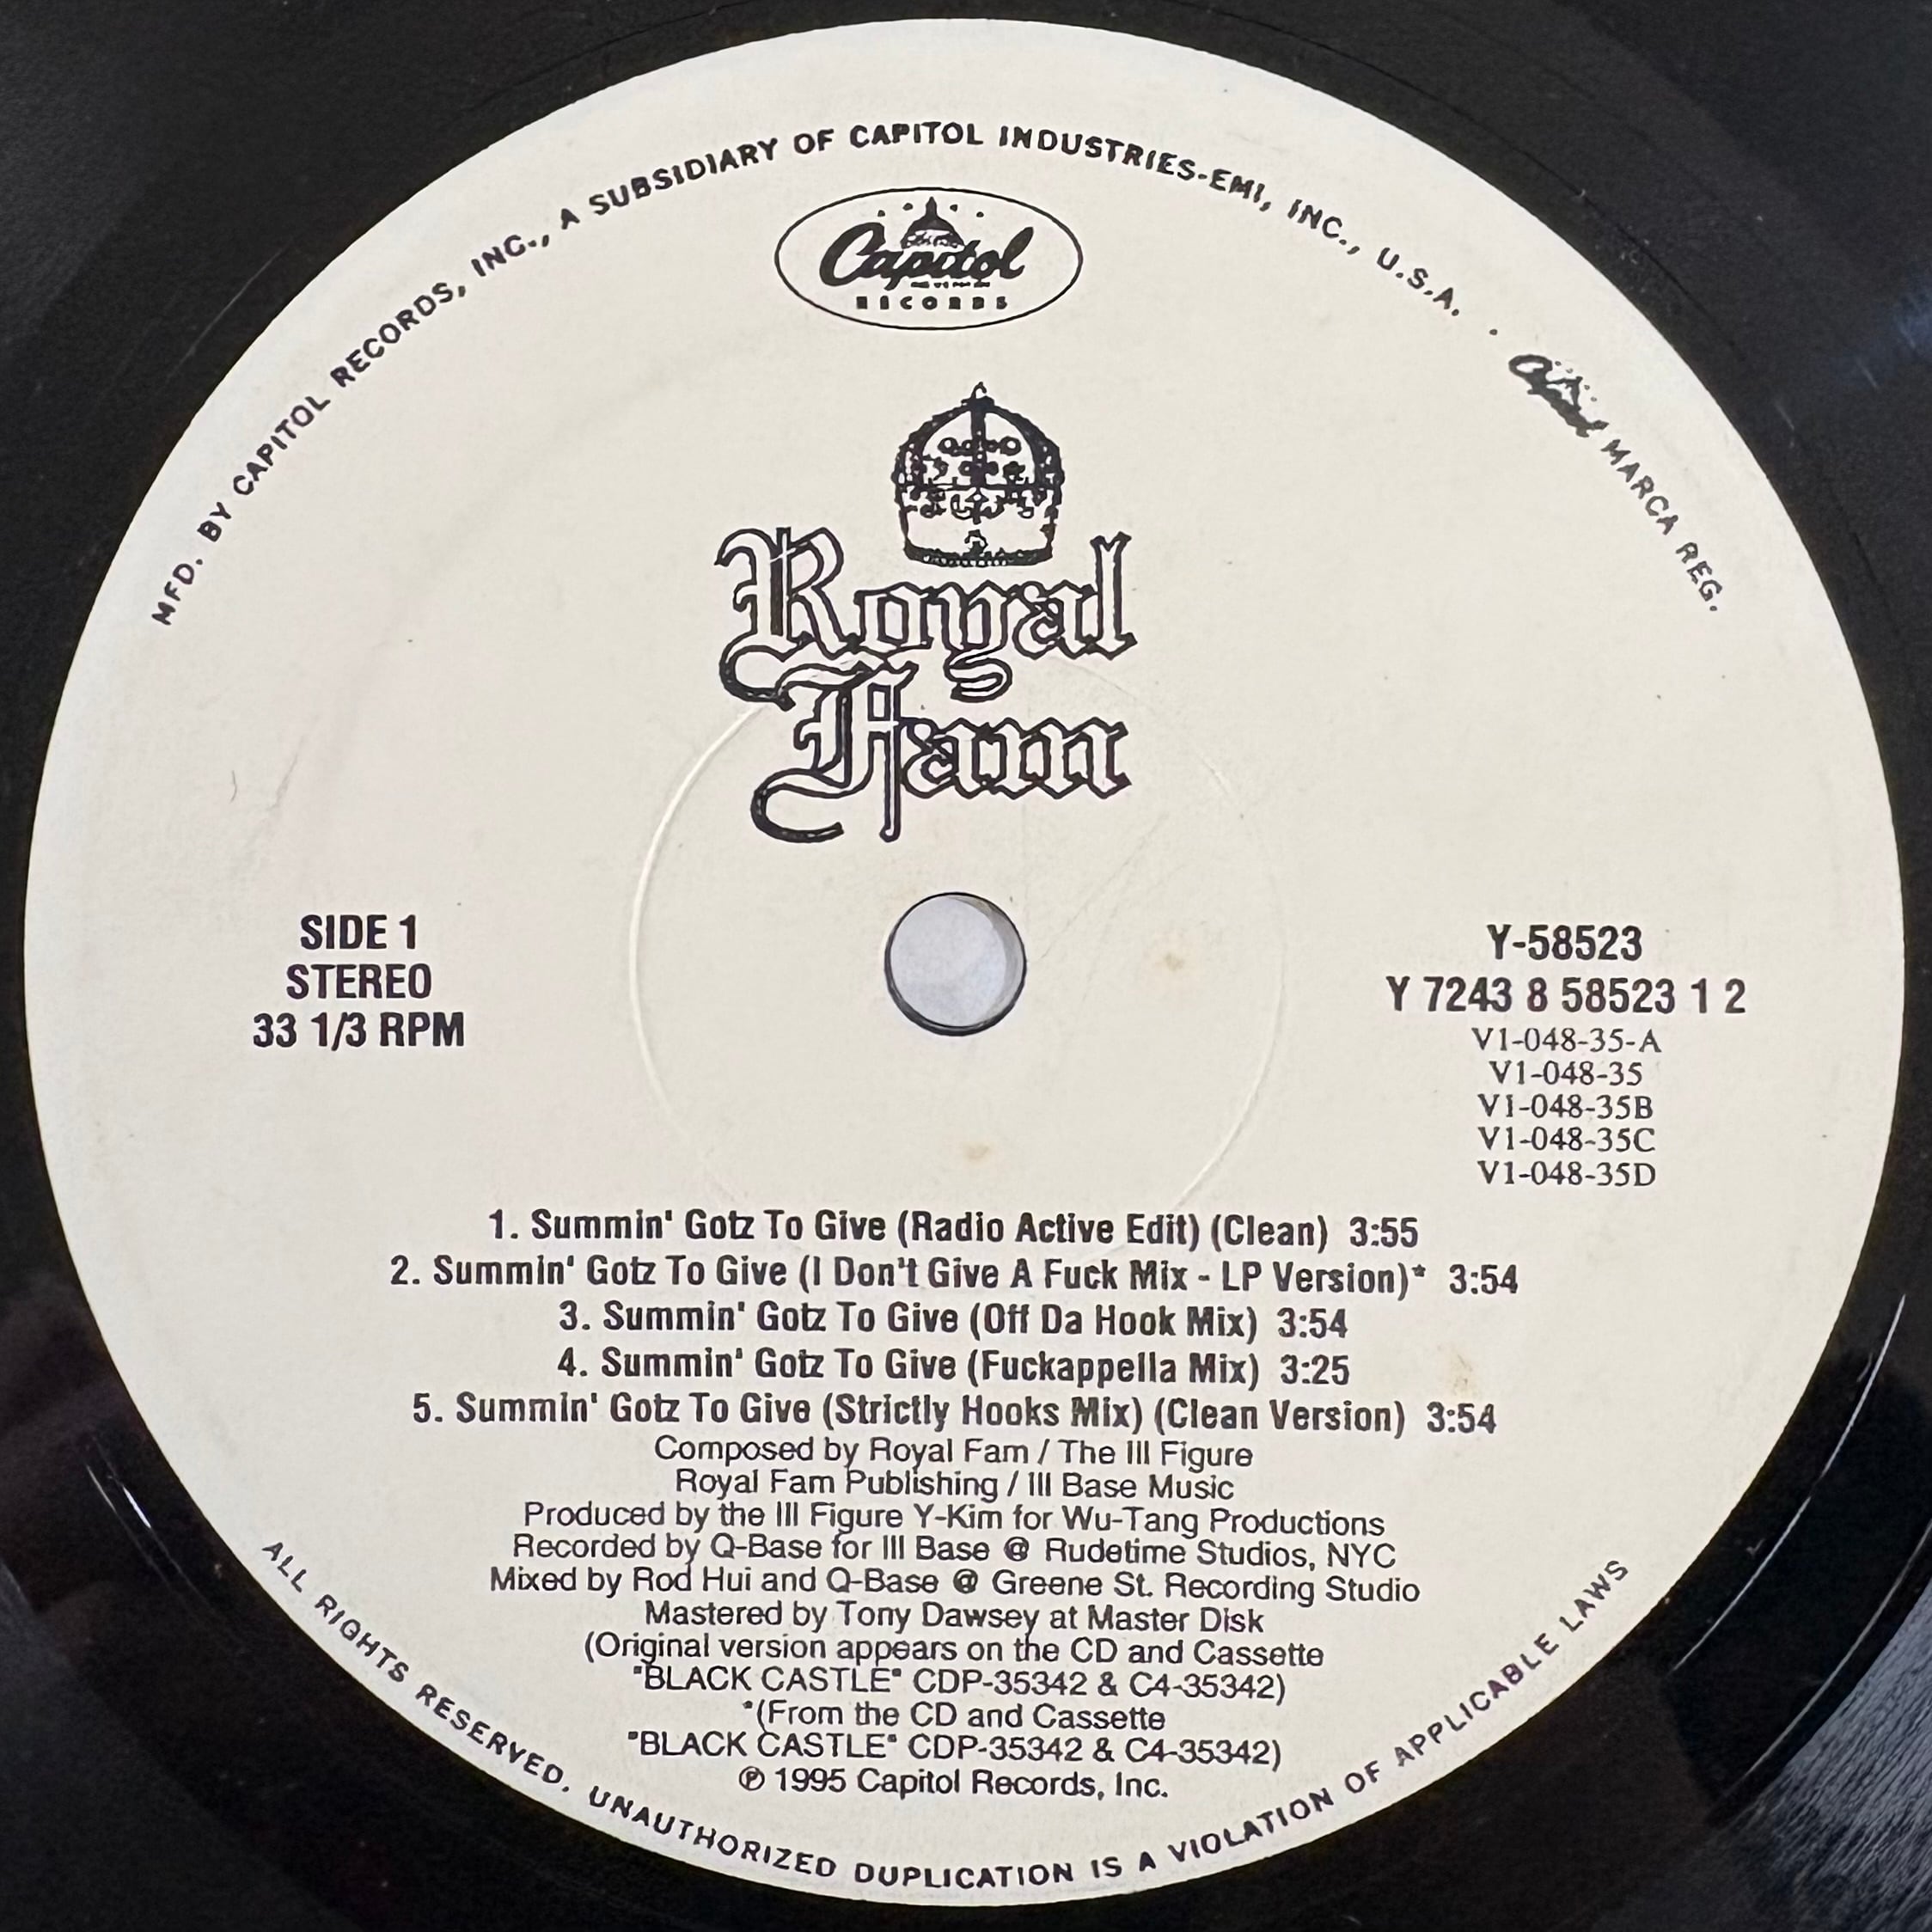 MFD. BY CAPITOL RECORDS, INC., A SUBSIDIARY OF CAPITOL INDUSTRIES-EMI, INC., U.S.A. · Capitol MARCA REG.
Capitol
RECORDS
Royal
Fam
SIDE 1
STEREO
33 1/3 RPM
Y-58523
Y 7243 8 58523 1 2
V1-048-35-A
V1-048-35
V1-048-35B
V1-048-35C
V1-048-35D
1. Summin' Gotz To Give (Radio Active Edit) (Clean) 3:55
2. Summin' Gotz To Give (I Don't Give A Fuck Mix - LP Version)* 3:54
3. Summin' Gotz To Give (Off Da Hook Mix) 3:54
4. Summin' Gotz To Give (Fuckappella Mix) 3:25
5. Summin' Gotz To Give (Strictly Hooks Mix) (Clean Version) 3:54
Composed by Royal Fam / The Ill Figure
Royal Fam Publishing / Ill Base Music
Produced by the Ill Figure Y-Kim for Wu-Tang Productions
Recorded by Q-Base for Ill Base @ Rudetime Studios, NYC
Mixed by Rod Hui and Q-Base @ Greene St. Recording Studio
Mastered by Tony Dawsey at Master Disk
(Original version appears on the CD and Cassette
"BLACK CASTLE" CDP-35342 & C4-35342)
*(From the CD and Cassette
"BLACK CASTLE" CDP-35342 & C4-35342)
℗ 1995 Capitol Records, Inc.
ALL RIGHTS RESERVED. UNAUTHORIZED DUPLICATION IS A VIOLATION OF APPLICABLE LAWS